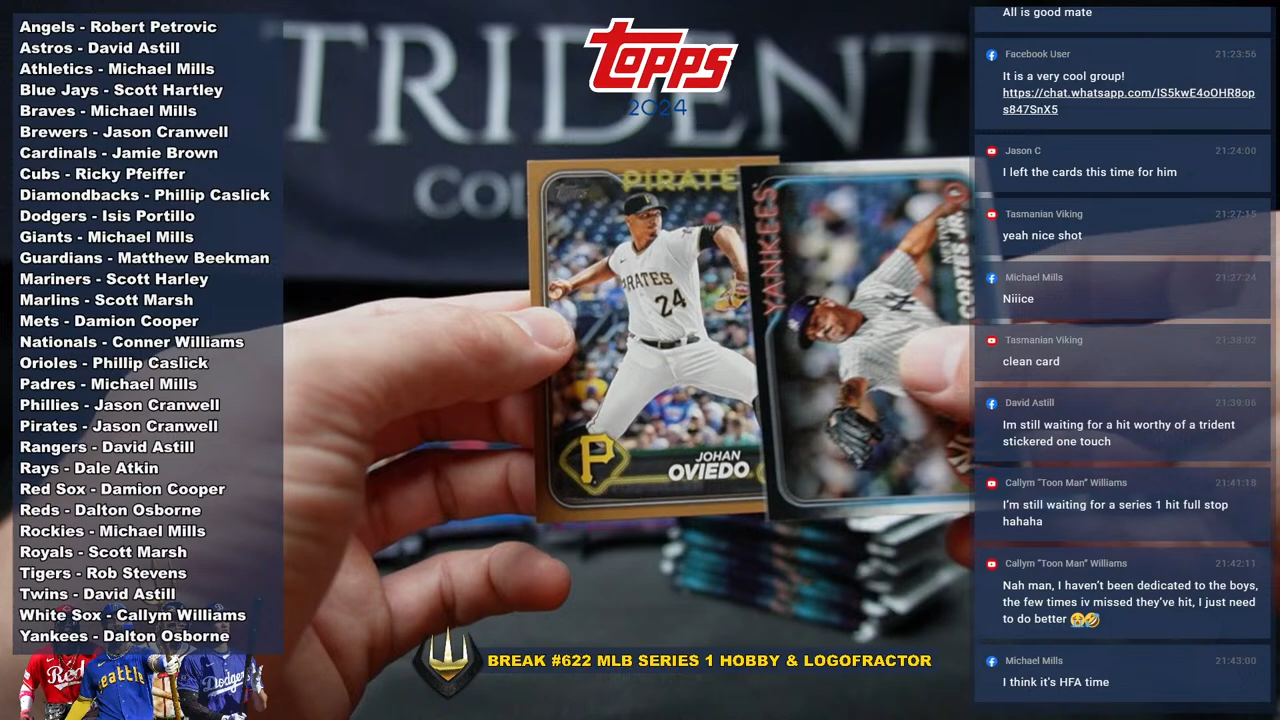 Angels - Robert Petrovic
Astros - David Astill
Athletics - Michael Mills
Blue Jays - Scott Hartley
Braves - Michael Mills
Brewers - Jason Cranwell
Cardinals - Jamie Brown
Cubs - Ricky Pfeiffer
Diamondbacks - Phillip Caslick
Dodgers - Isis Portillo
Giants - Michael Mills
Guardians - Matthew Beekman
Mariners - Scott Harley
Marlins - Scott Marsh
Mets - Damion Cooper
Nationals - Conner Williams
Orioles - Phillip Caslick
Padres - Michael Mills
Phillies - Jason Cranwell
Pirates - Jason Cranwell
Rangers - David Astill
Rays - Dale Atkin
Red Sox - Damion Cooper
Reds - Dalton Osborne
Rockies - Michael Mills
Royals - Scott Marsh
Tigers - Rob Stevens
Twins - David Astill
White Sox - Callym Williams
Yankees - Dalton Osborne
Reds
Seattle
Dodgers
TRIDENT
topps
2024
Topps
PIRATE
PIRATES
24
P
JOHAN
OVIEDO
YANKEES
CORTES JR.
BREAK #622 MLB SERIES 1 HOBBY & LOGOFRACTOR
All is good mate
Facebook User 21:23:56
It is a very cool group!
https://chat.whatsapp.com/IS5kwE4oOHR8op
s847SnX5
Jason C 21:24:00
I left the cards this time for him
Tasmanian Viking 21:27:15
yeah nice shot
Michael Mills 21:27:24
Niiice
Tasmanian Viking 21:38:02
clean card
David Astill 21:39:06
Im still waiting for a hit worthy of a trident
stickered one touch
Callym “Toon Man” Williams 21:41:18
I’m still waiting for a series 1 hit full stop
hahaha
Callym “Toon Man” Williams 21:42:11
Nah man, I haven’t been dedicated to the boys,
the few times iv missed they’ve hit, I just need
to do better 😭🤣
Michael Mills 21:43:00
I think it's HFA time